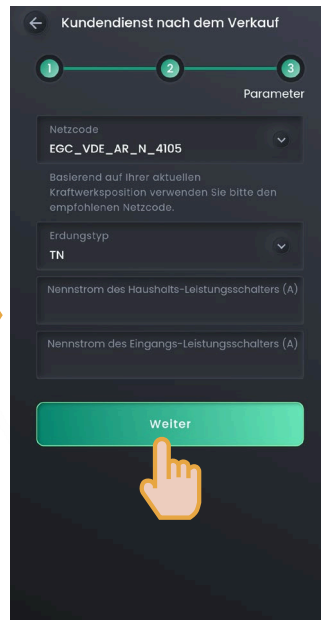 Kundendienst nach dem Verkauf
1
2
3
Parameter
Netzcode
EGC_VDE_AR_N_4105
Basierend auf Ihrer aktuellen
Kraftwerksposition verwenden Sie bitte den
empfohlenen Netzcode.
Erdungstyp
TN
Nennstrom des Haushalts-Leistungsschalters (A)
Nennstrom des Eingangs-Leistungsschalters (A)
Weiter